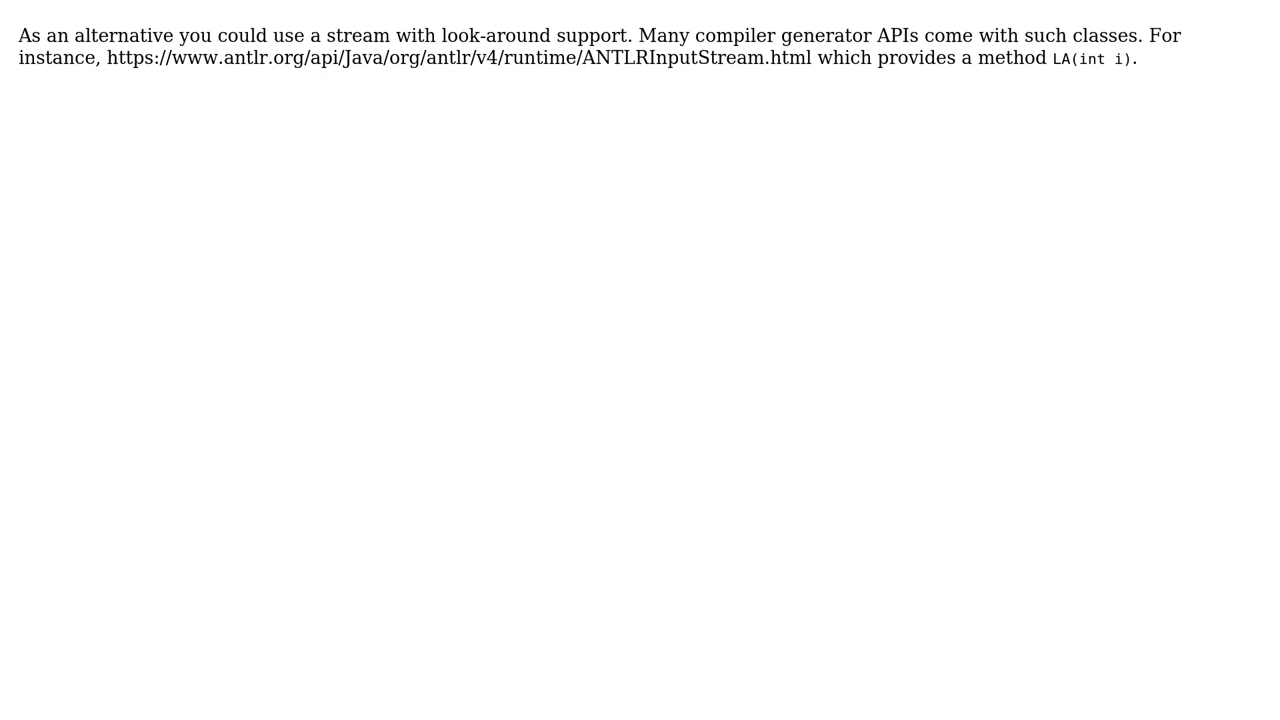 As an alternative you could use a stream with look-around support. Many compiler generator APIs come with such classes. For
instance, https://www.antlr.org/api/Java/org/antlr/v4/runtime/ANTLRInputStream.html which provides a method LA(int i).